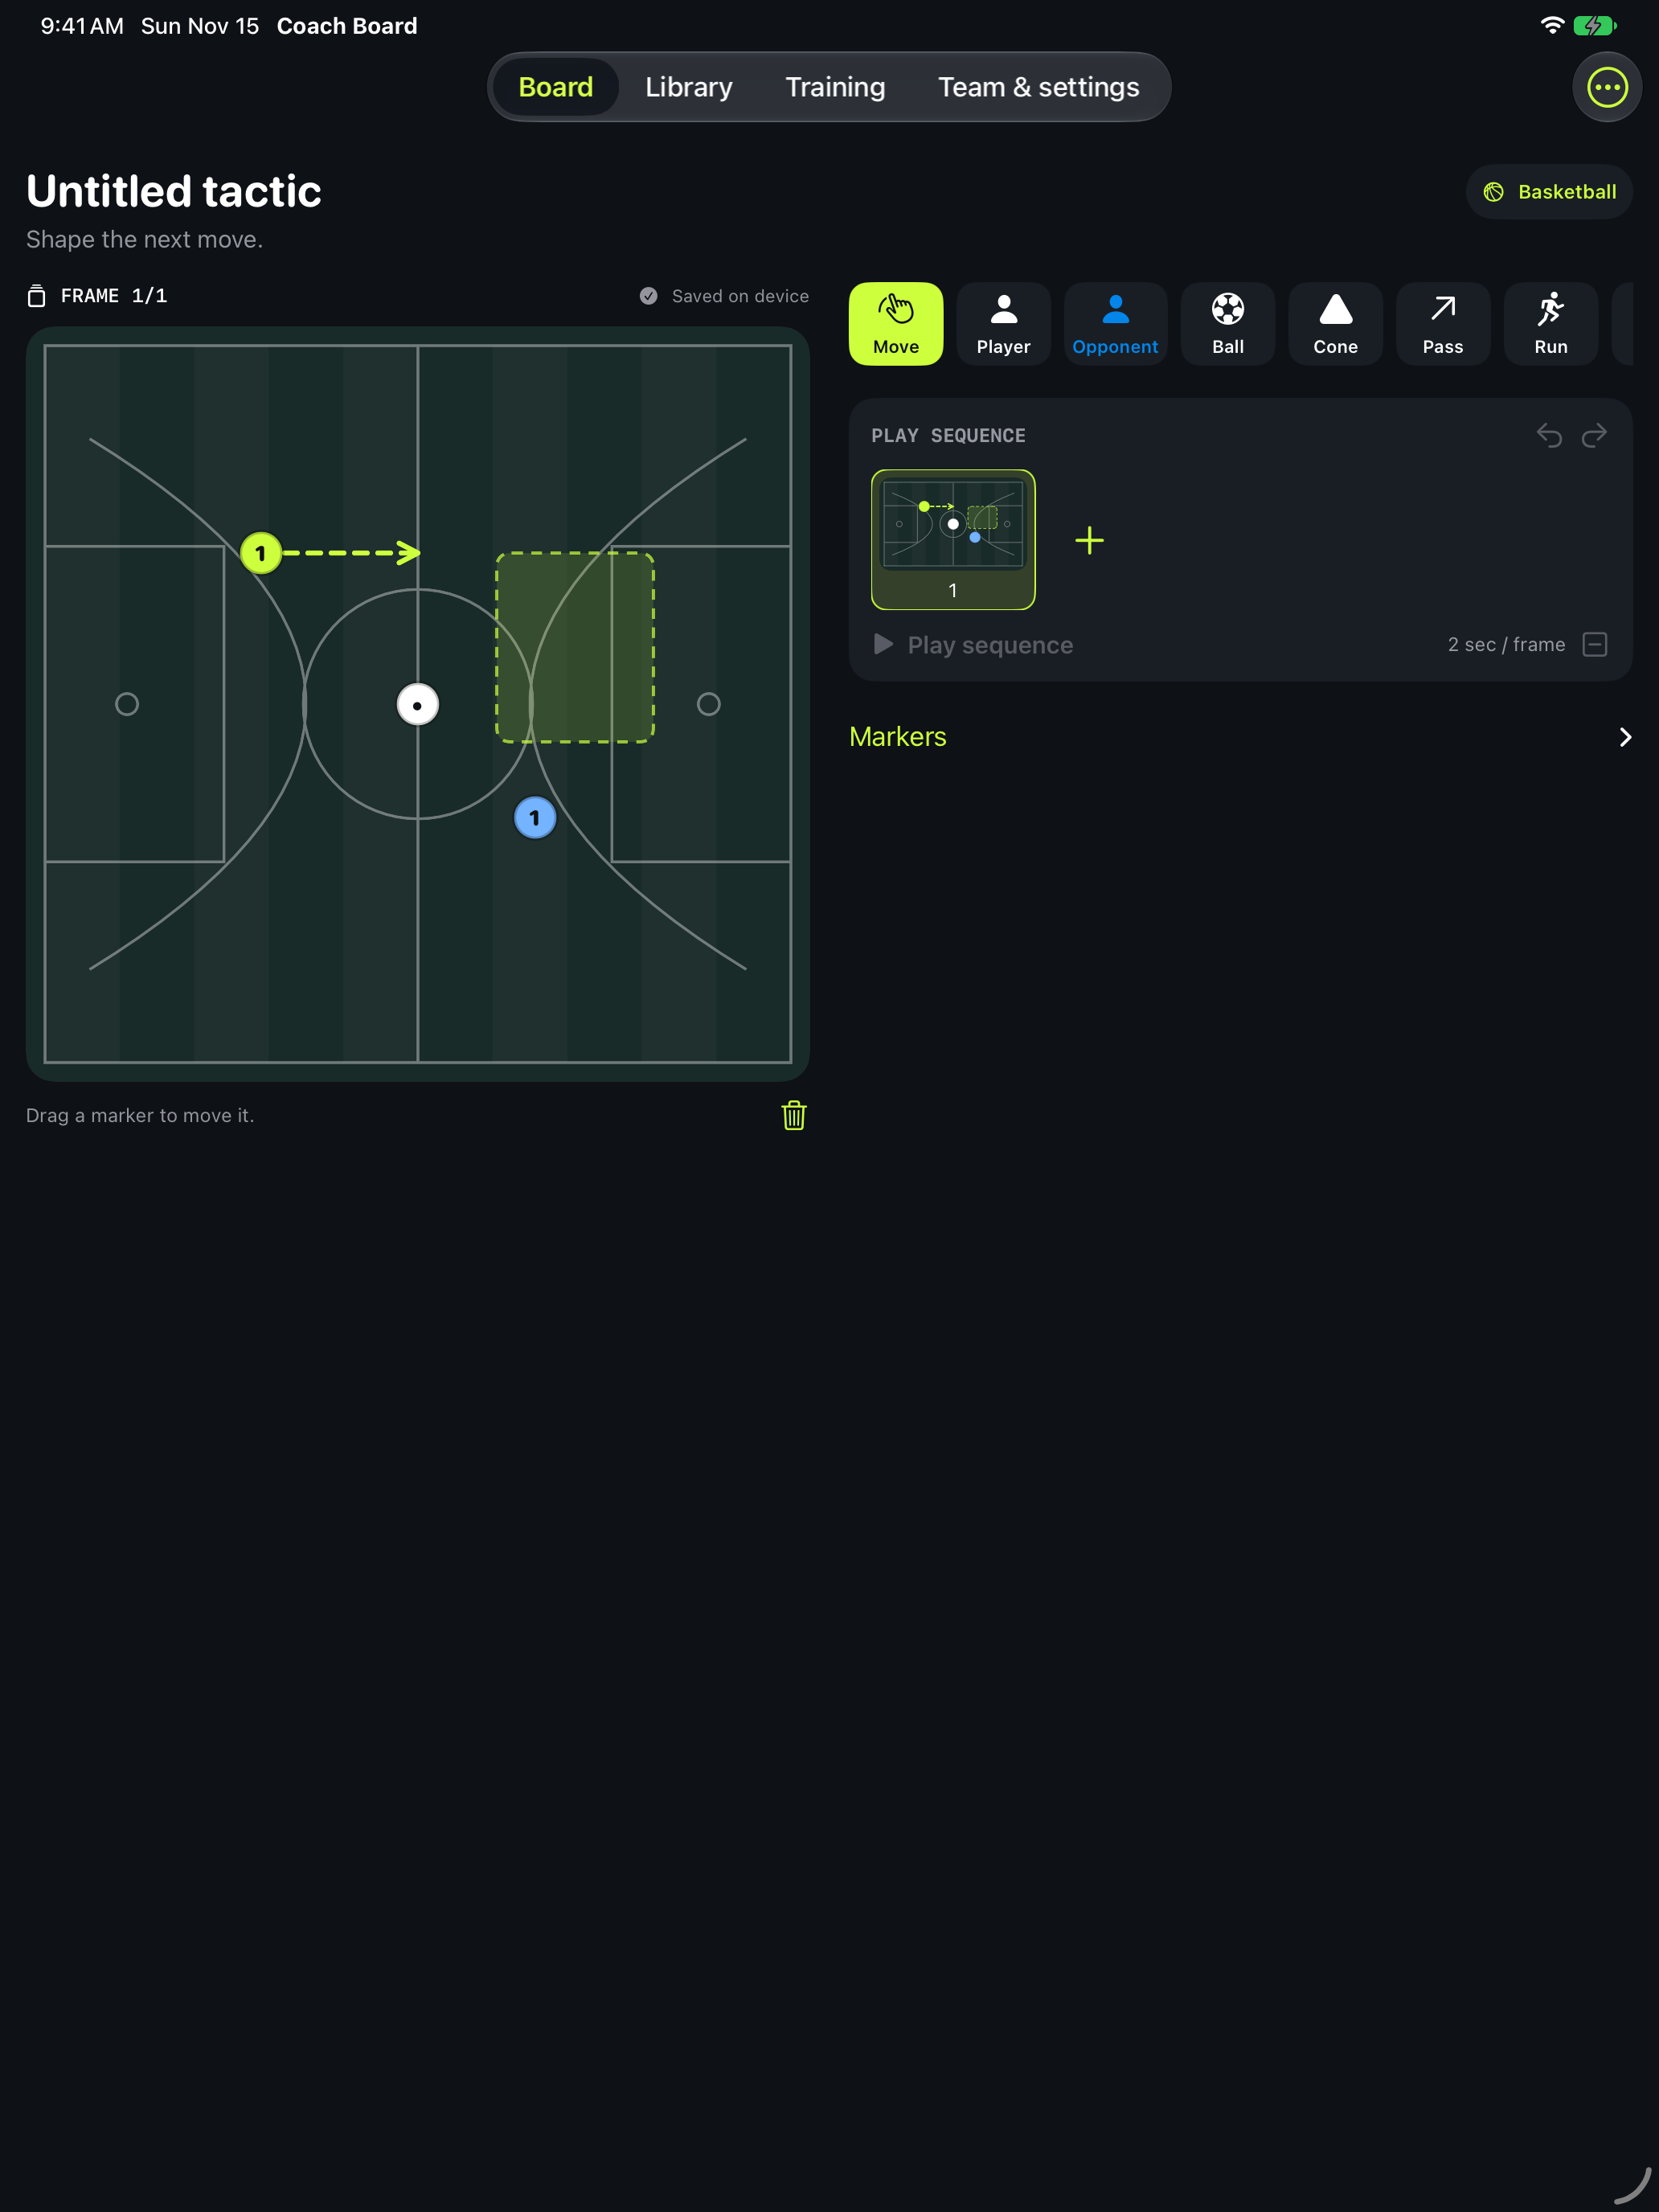 9:41 AM Sun Nov 15 Coach Board
Board Library Training Team & settings
Untitled tactic
Basketball
Shape the next move.
FRAME 1/1
Saved on device
1
1
Drag a marker to move it.
Move Player Opponent Ball Cone Pass Run
PLAY SEQUENCE
1
Play sequence
2 sec / frame
Markers